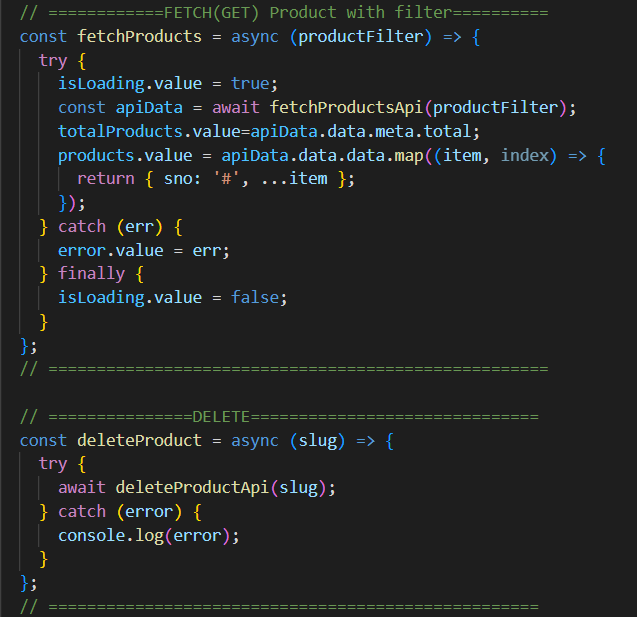 // ============FETCH(GET) Product with filter==========
const fetchProducts = async (productFilter) => {
try {
isLoading.value = true;
const apiData = await fetchProductsApi(productFilter);
totalProducts.value=apiData.data.meta.total;
products.value = apiData.data.data.map((item, index) => {
return { sno: '#', ...item };
});
} catch (err) {
error.value = err;
} finally {
isLoading.value = false;
}
};
// ====================================================
// ===============DELETE==============================
const deleteProduct = async (slug) => {
try {
await deleteProductApi(slug);
} catch (error) {
console.log(error);
}
};
// ===================================================